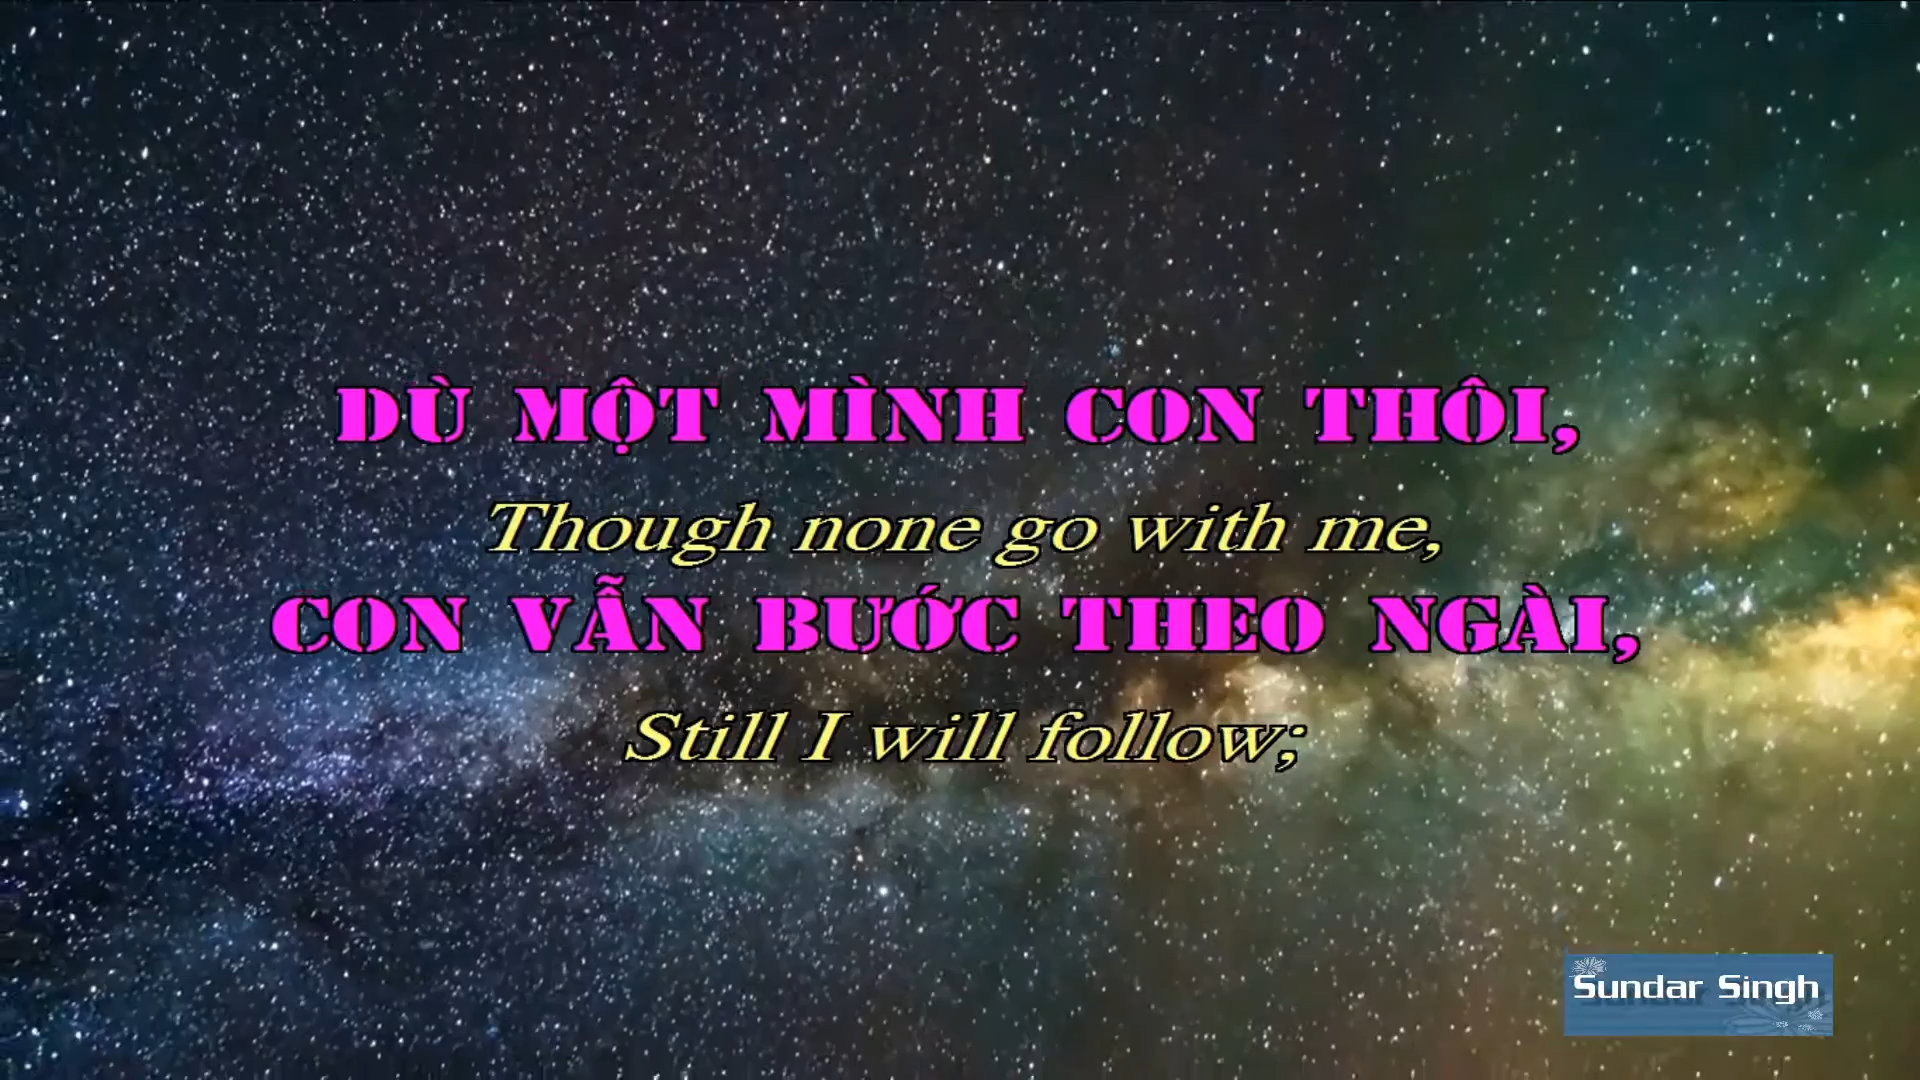 DÙ MỘT MÌNH CON THÔI,
Though none go with me,
CON VẪN BƯỚC THEO NGÀI,
Still I will follow;
Sundar Singh